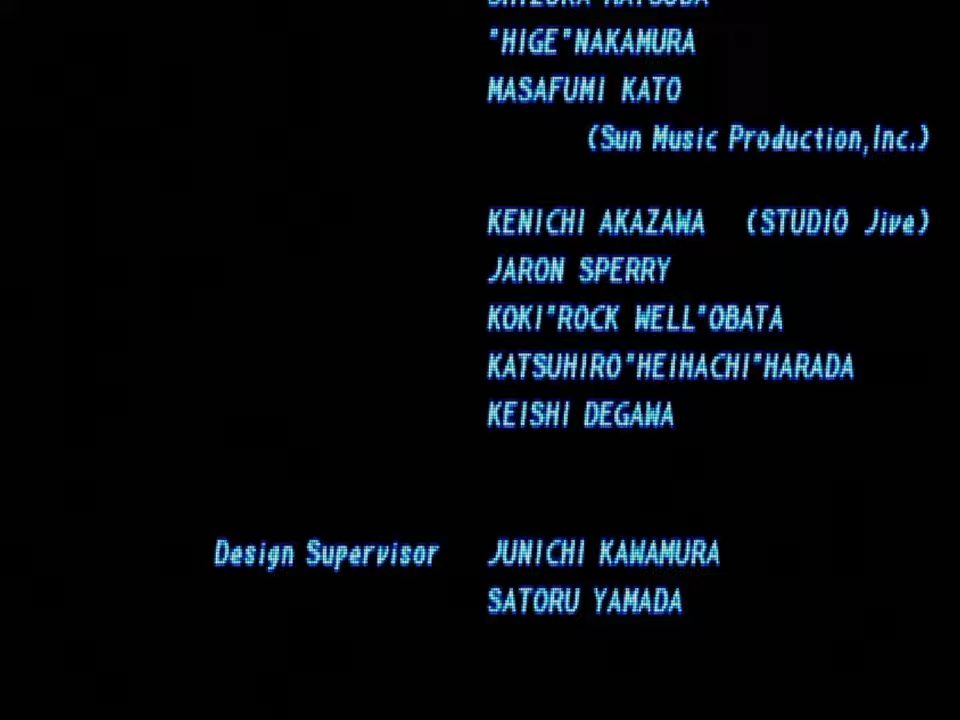 "HIGE"NAKAMURA
MASAFUMI KATO
(Sun Music Production,Inc.)
KENICHI AKAZAWA (STUDIO Jive)
JARON SPERRY
KOKI"ROCK WELL"OBATA
KATSUHIRO"HEIHACHI"HARADA
KEISHI DEGAWA
Design Supervisor JUNICHI KAWAMURA
SATORU YAMADA